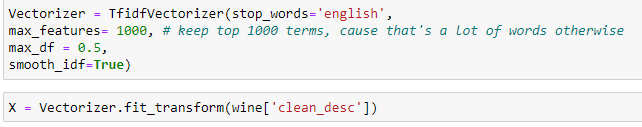 Vectorizer = TfidfVectorizer(stop_words='english',
max_features= 1000, # keep top 1000 terms, cause that's a lot of words otherwise
max_df = 0.5,
smooth_idf=True)
X = Vectorizer.fit_transform(wine['clean_desc'])